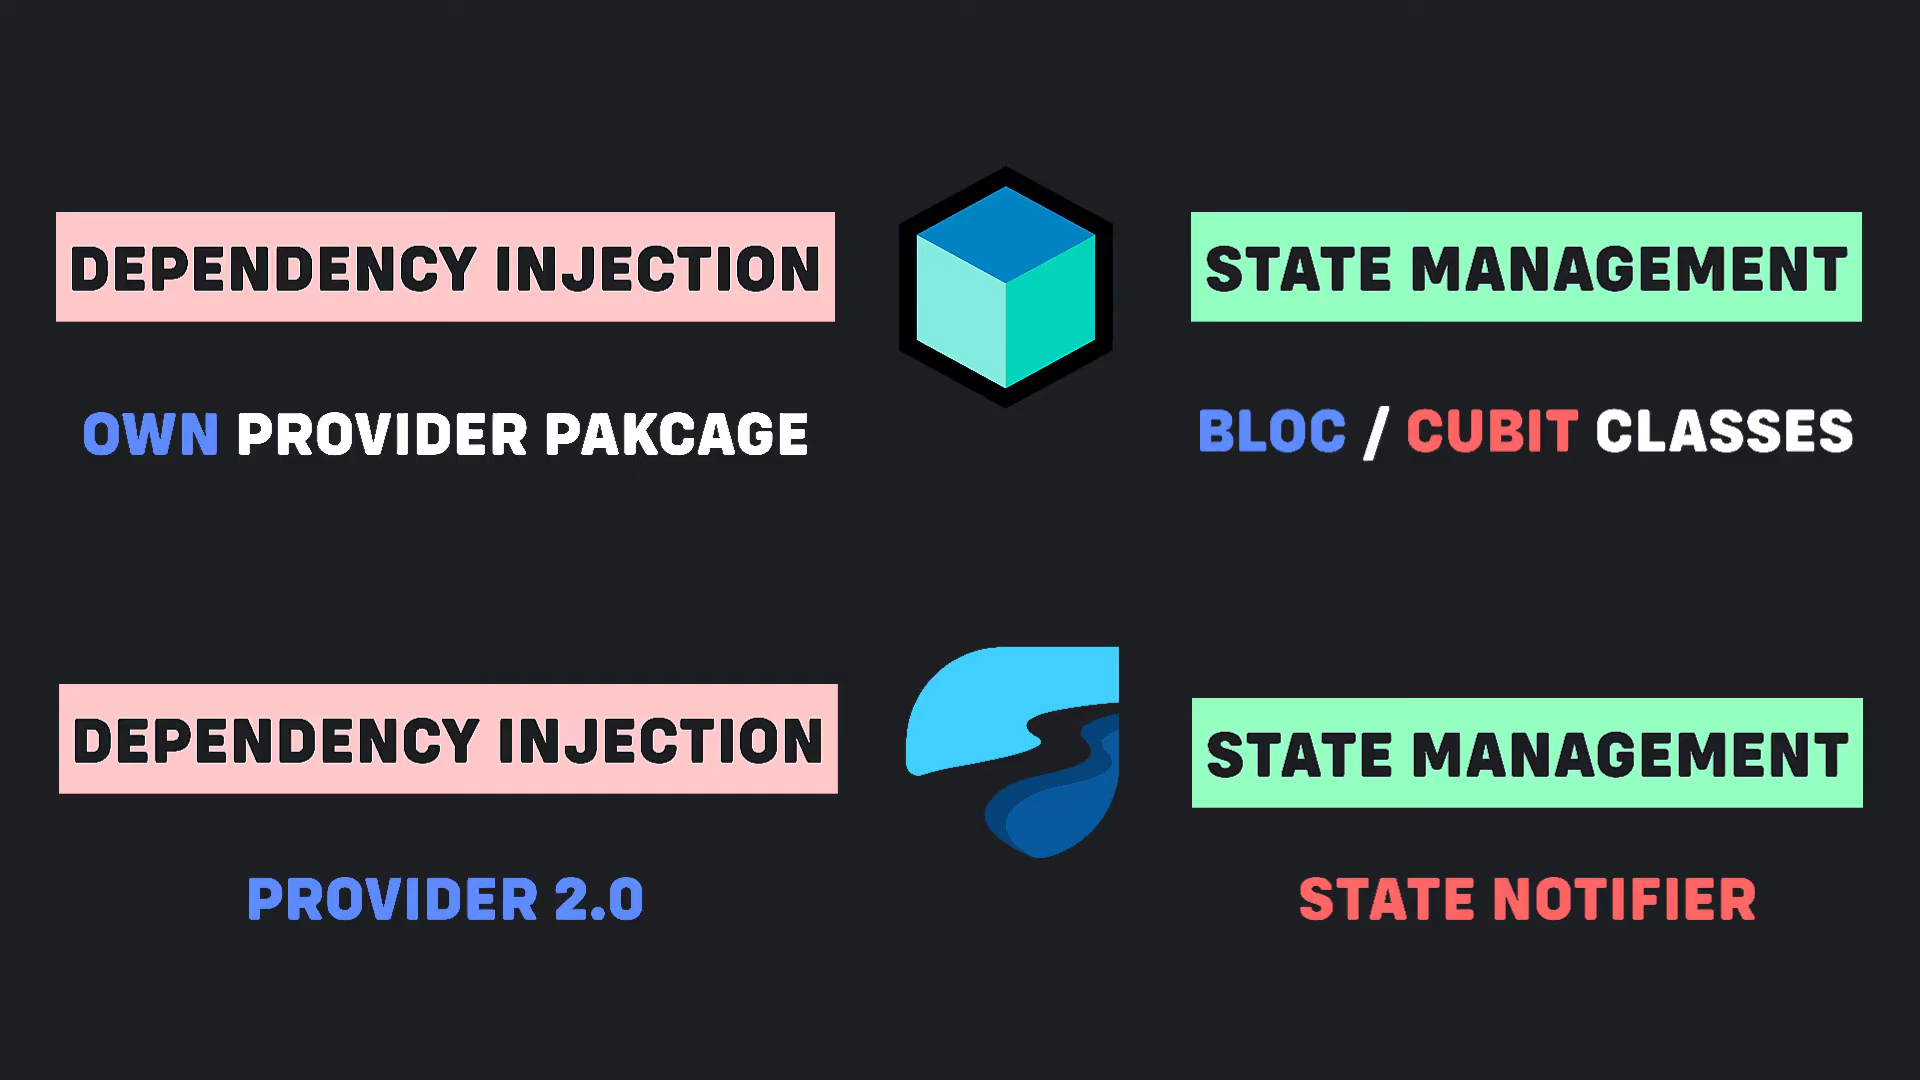 DEPENDENCY INJECTION
STATE MANAGEMENT
OWN PROVIDER PAKCAGE
BLOC / CUBIT CLASSES
DEPENDENCY INJECTION
STATE MANAGEMENT
PROVIDER 2.0
STATE NOTIFIER